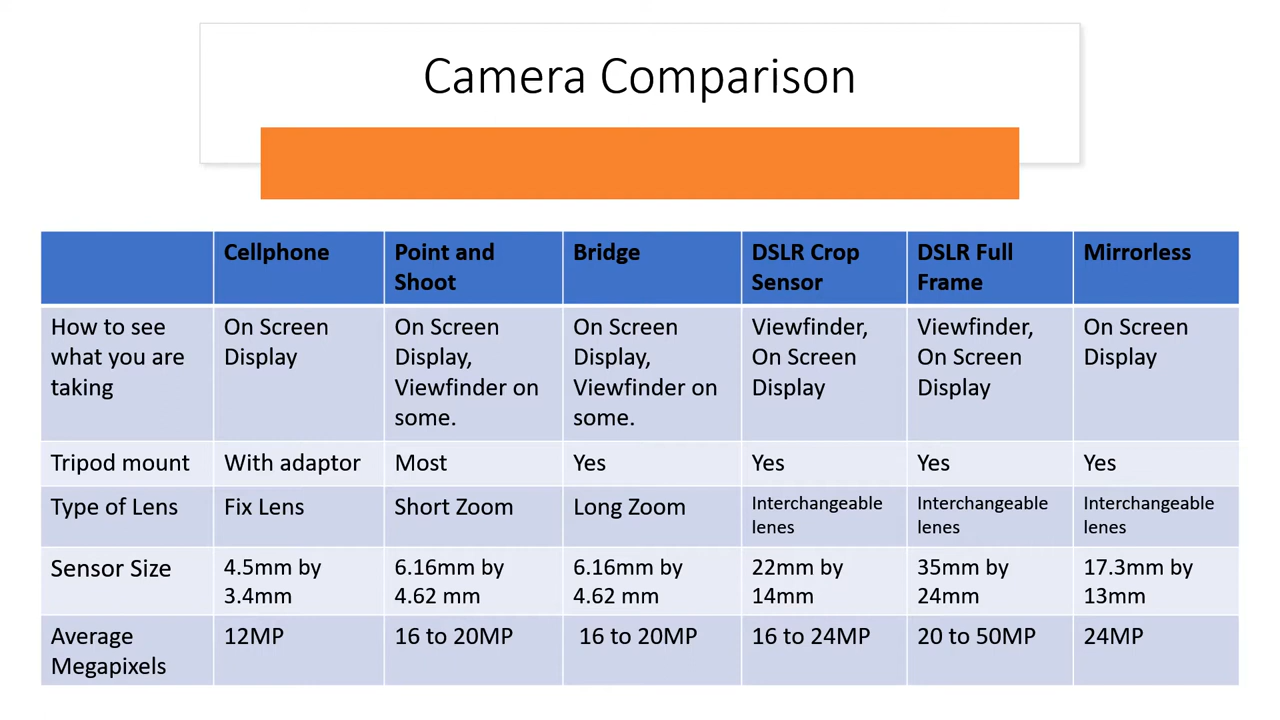 Camera Comparison
Cellphone
Point and
Shoot
Bridge
DSLR Crop
Sensor
DSLR Full
Frame
Mirrorless
How to see
what you are
taking
On Screen
Display
On Screen
Display,
Viewfinder on
some.
On Screen
Display,
Viewfinder on
some.
Viewfinder,
On Screen
Display
Viewfinder,
On Screen
Display
On Screen
Display
Tripod mount
With adaptor
Most
Yes
Yes
Yes
Yes
Type of Lens
Fix Lens
Short Zoom
Long Zoom
Interchangeable
lenes
Interchangeable
lenes
Interchangeable
lenes
Sensor Size
4.5mm by
3.4mm
6.16mm by
4.62 mm
6.16mm by
4.62 mm
22mm by
14mm
35mm by
24mm
17.3mm by
13mm
Average
Megapixels
12MP
16 to 20MP
16 to 20MP
16 to 24MP
20 to 50MP
24MP